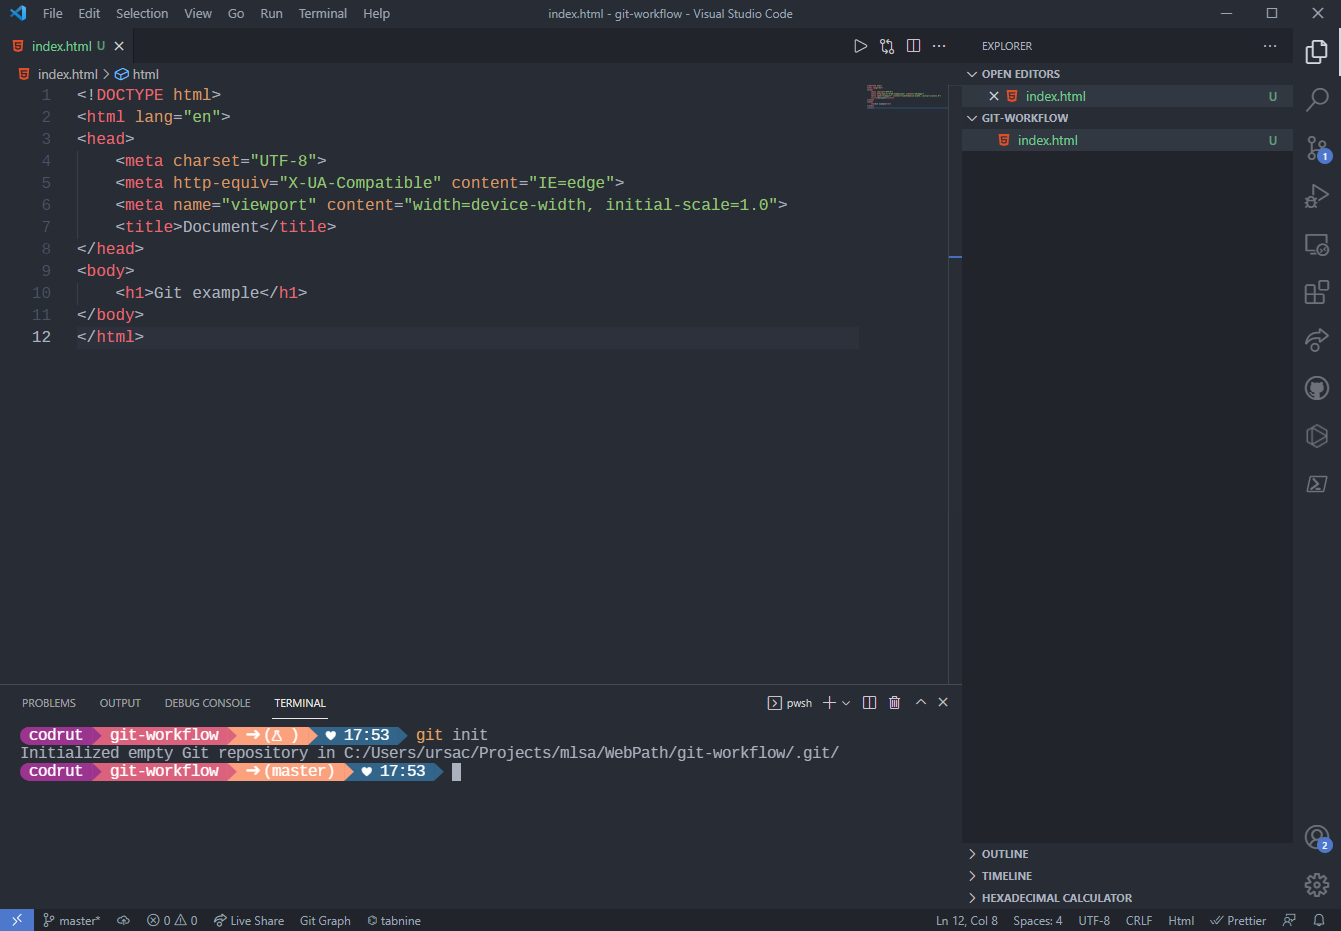 File Edit Selection View Go Run Terminal Help
index.html - git-workflow - Visual Studio Code
index.html U
index.html > html
1 <!DOCTYPE html>
2 <html lang="en">
3 <head>
4     <meta charset="UTF-8">
5     <meta http-equiv="X-UA-Compatible" content="IE=edge">
6     <meta name="viewport" content="width=device-width, initial-scale=1.0">
7     <title>Document</title>
8 </head>
9 <body>
10     <h1>Git example</h1>
11 </body>
12 </html>
EXPLORER
OPEN EDITORS
index.html U
GIT-WORKFLOW
index.html U
1
PROBLEMS OUTPUT DEBUG CONSOLE TERMINAL
pwsh
codrut git-workflow ➜( ) ♥ 17:53 git init
Initialized empty Git repository in C:/Users/ursac/Projects/mlsa/WebPath/git-workflow/.git/
codrut git-workflow ➜(master) ♥ 17:53
OUTLINE
TIMELINE
HEXADECIMAL CALCULATOR
2
master* 0 0 Live Share Git Graph tabnine
Ln 12, Col 8 Spaces: 4 UTF-8 CRLF Html Prettier